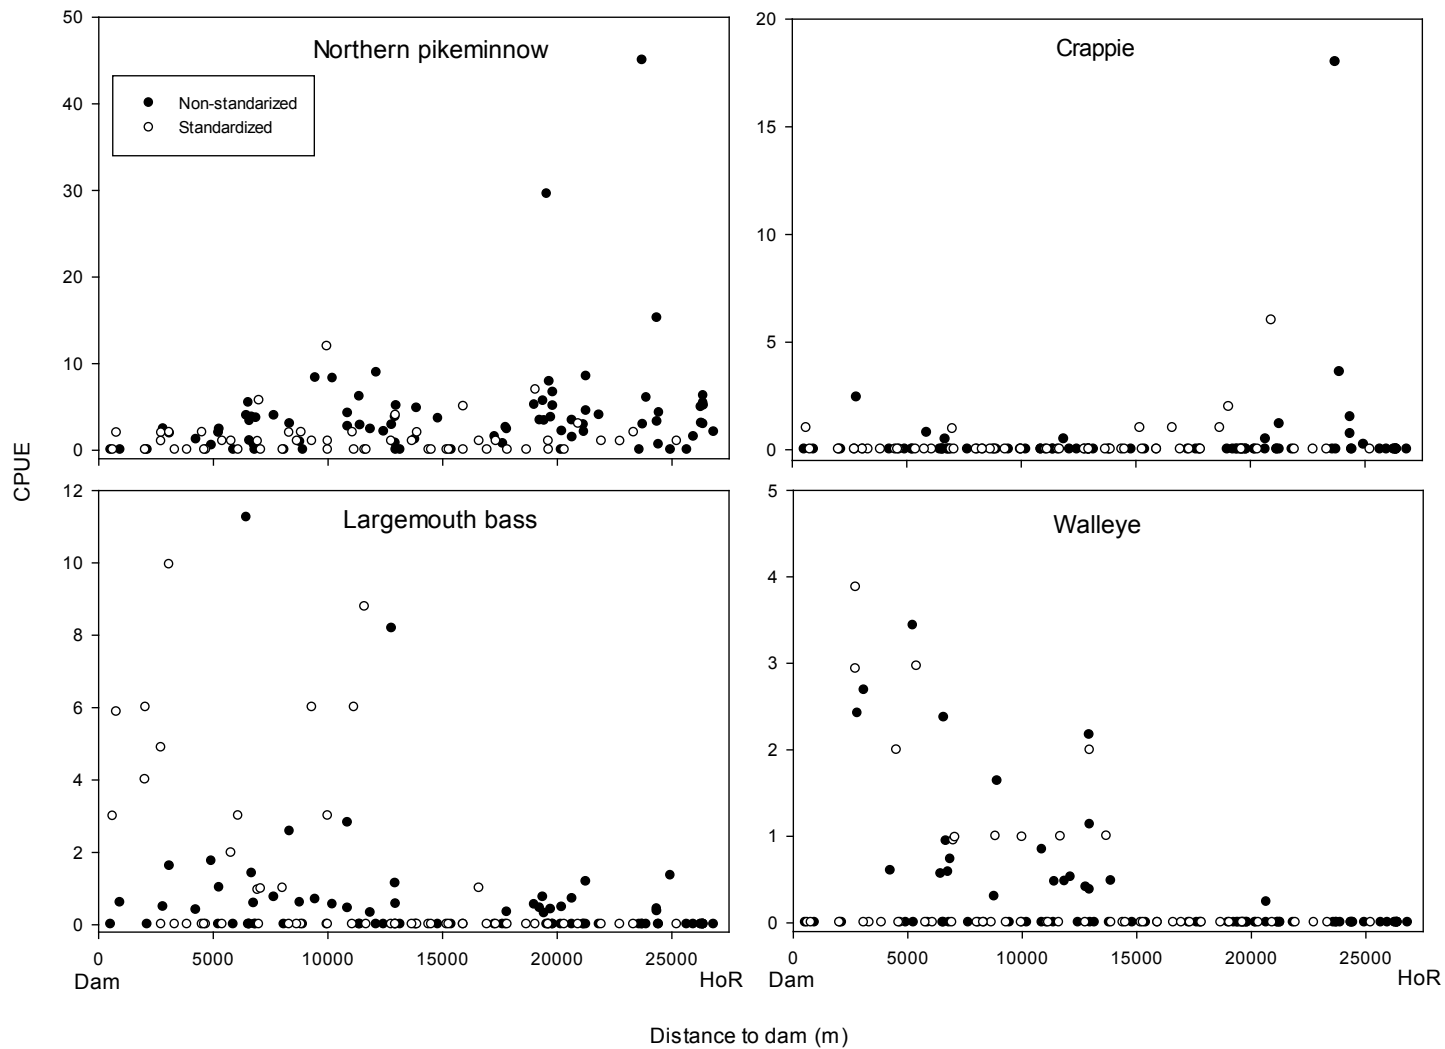 Northern pikeminnow
Non-standarized
Standardized
50
40
30
20
10
0
Crappie
20
15
10
5
0
CPUE
Largemouth bass
12
10
8
6
4
2
0
0 5000 10000 15000 20000 25000
Dam HoR
Walleye
5
4
3
2
1
0
0 5000 10000 15000 20000 25000
Dam HoR
Distance to dam (m)